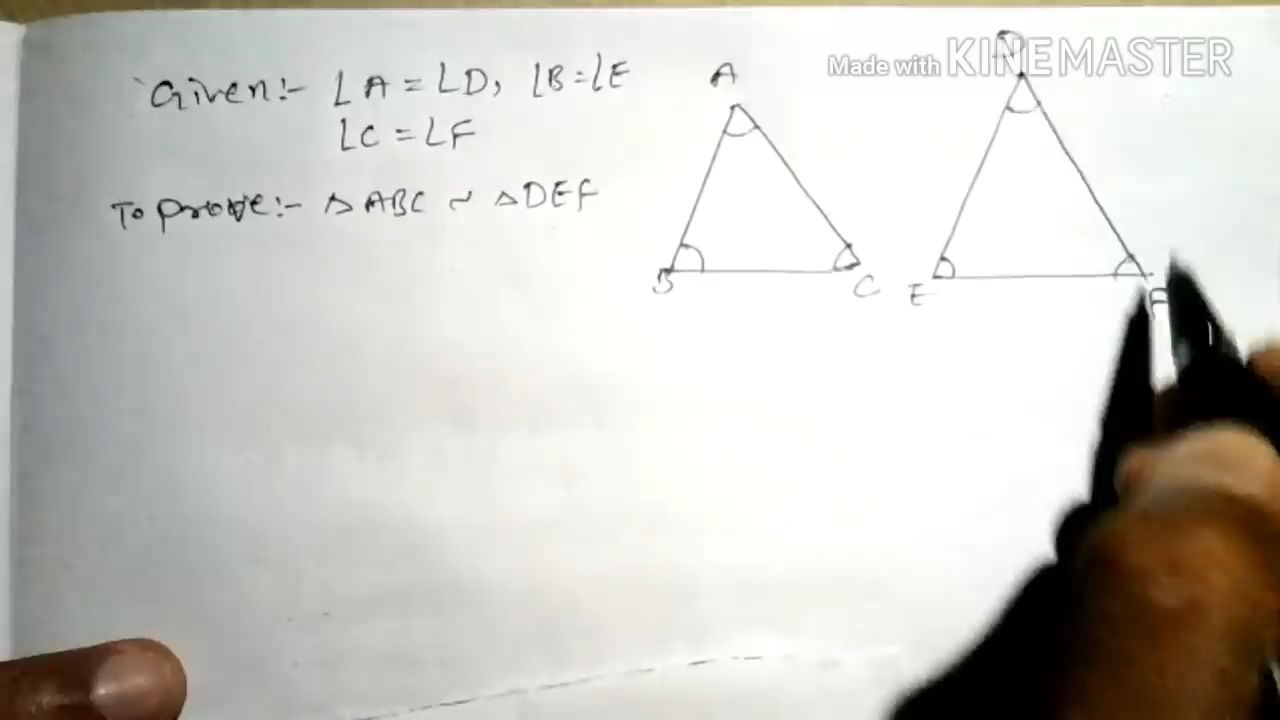 Given:- ∠A = ∠D, ∠B = ∠E
∠C = ∠F
To prove:- △ABC ~ △DEF
Made with KINEMASTER
A
D
B
C
E
F